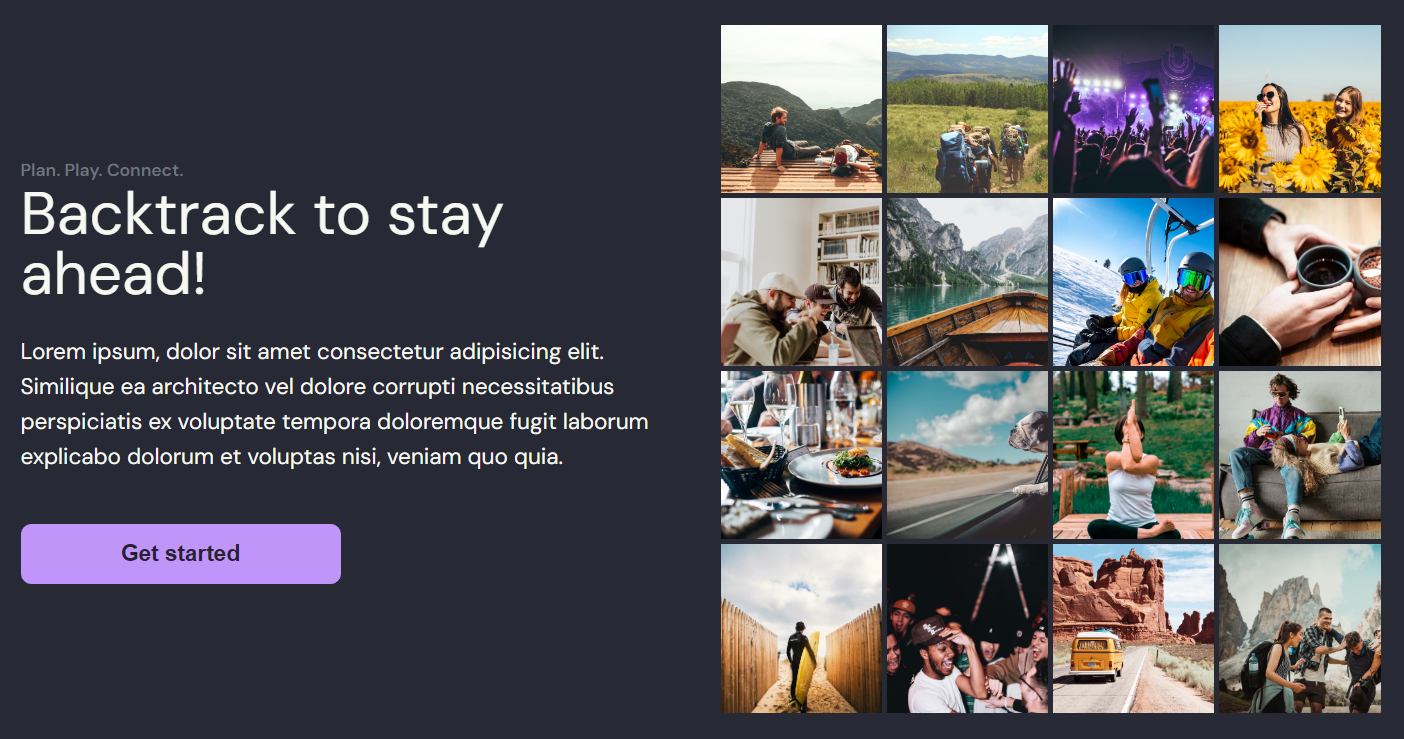 Plan. Play. Connect.
Backtrack to stay
ahead!
Lorem ipsum, dolor sit amet consectetur adipisicing elit.
Similique ea architecto vel dolore corrupti necessitatibus
perspiciatis ex voluptate tempora doloremque fugit laborum
explicabo dolorum et voluptas nisi, veniam quo quia.
Get started